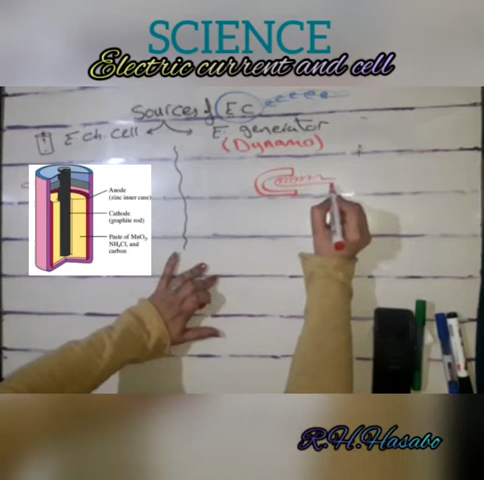 SCIENCE
Electric current and cell
Sources of EC
E.ch.cell
E. generator
(Dynamo)
Anode
(zinc inner case)
Cathode
(graphite rod)
Paste of MnO₂,
NH₄Cl, and
carbon
R.H.Hasabo